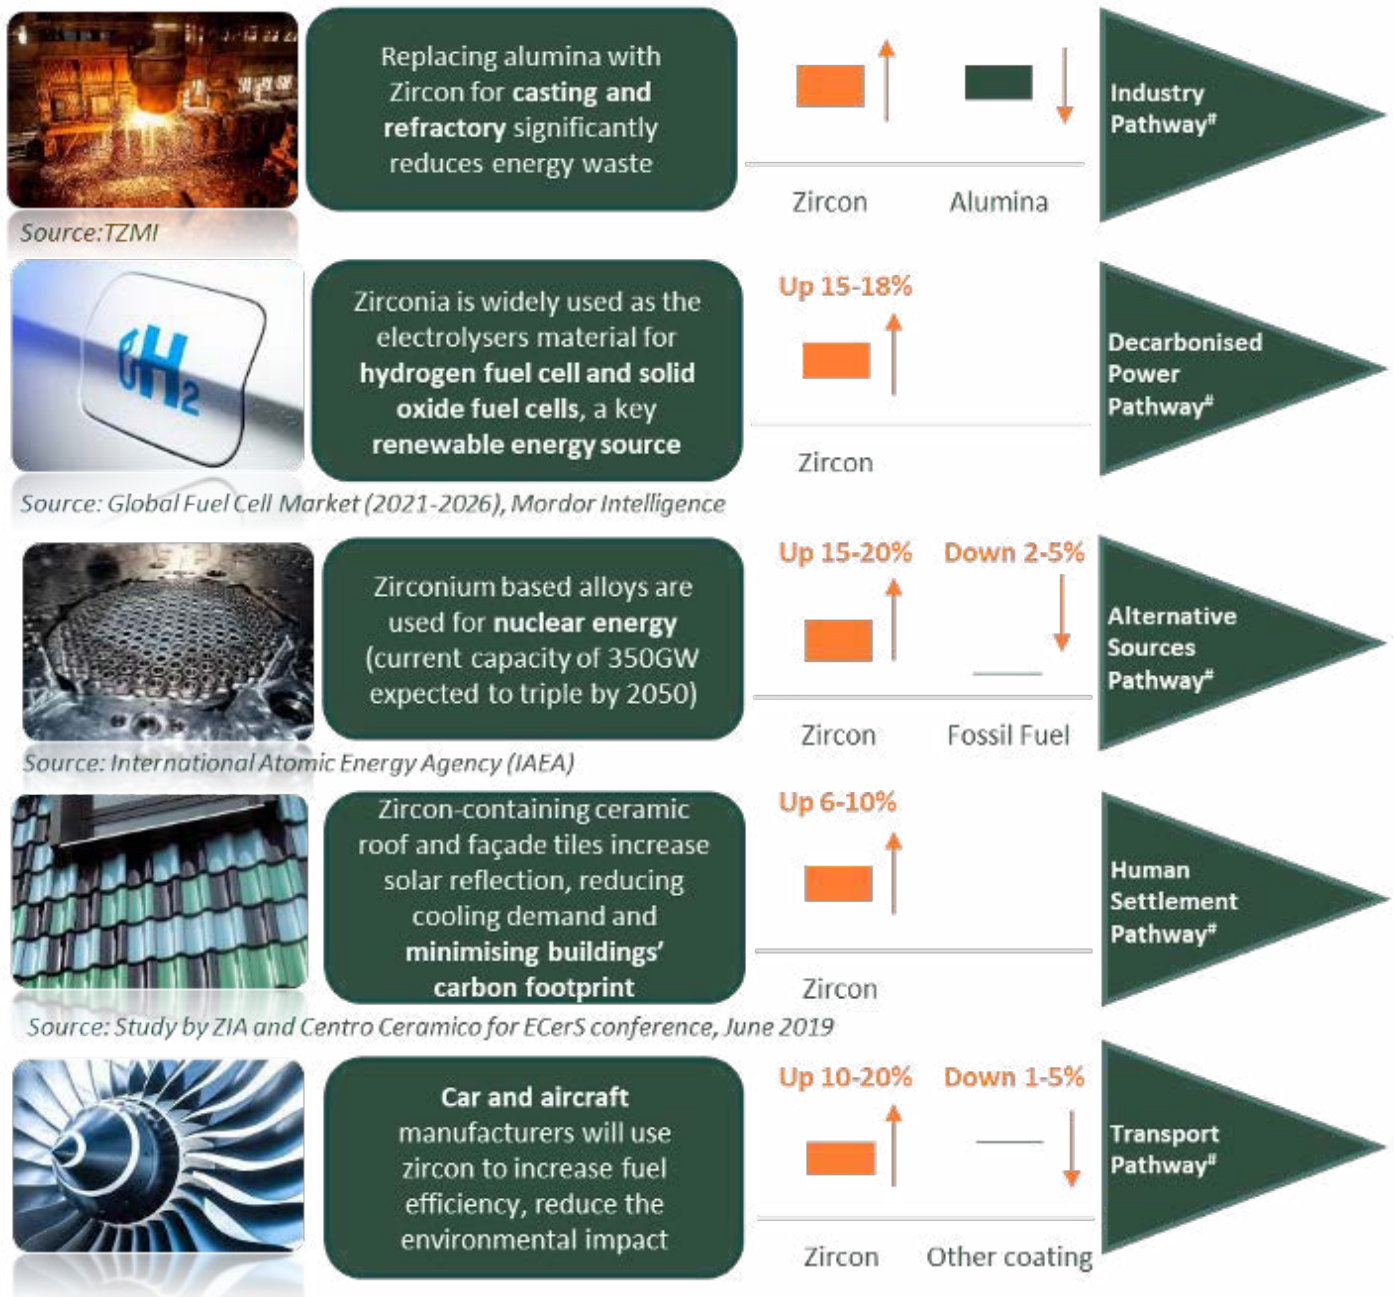 Replacing alumina with
Zircon for casting and
refractory significantly
reduces energy waste
Zircon
Alumina
Industry
Pathway#
Source:TZMI
H2
Zirconia is widely used as the
electrolysers material for
hydrogen fuel cell and solid
oxide fuel cells, a key
renewable energy source
Up 15-18%
Zircon
Decarbonised
Power
Pathway#
Source: Global Fuel Cell Market (2021-2026), Mordor Intelligence
Zirconium based alloys are
used for nuclear energy
(current capacity of 350GW
expected to triple by 2050)
Up 15-20%
Down 2-5%
Zircon
Fossil Fuel
Alternative
Sources
Pathway#
Source: International Atomic Energy Agency (IAEA)
Zircon-containing ceramic
roof and façade tiles increase
solar reflection, reducing
cooling demand and
minimising buildings’
carbon footprint
Up 6-10%
Zircon
Human
Settlement
Pathway#
Source: Study by ZIA and Centro Ceramico for ECerS conference, June 2019
Car and aircraft
manufacturers will use
zircon to increase fuel
efficiency, reduce the
environmental impact
Up 10-20%
Down 1-5%
Zircon
Other coating
Transport
Pathway#